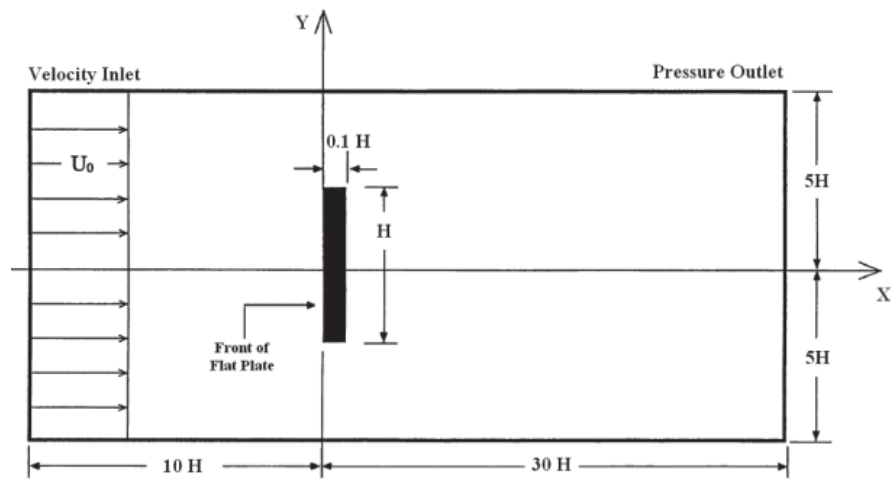 Y
Velocity Inlet
Pressure Outlet
0.1 H
U₀
5H
H
X
Front of
Flat Plate
5H
10 H
30 H